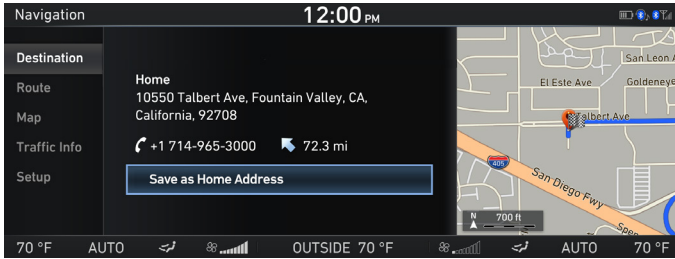 Navigation
12:00 PM
Destination
Route
Map
Traffic Info
Setup
Home
10550 Talbert Ave, Fountain Valley, CA,
California, 92708
+1 714-965-3000
72.3 mi
Save as Home Address
San Leon
El Este Ave
Goldeneye
Talbert Ave
405
San Diego Fwy
N
700 ft
70 °F
AUTO
OUTSIDE 70 °F
AUTO
70 °F